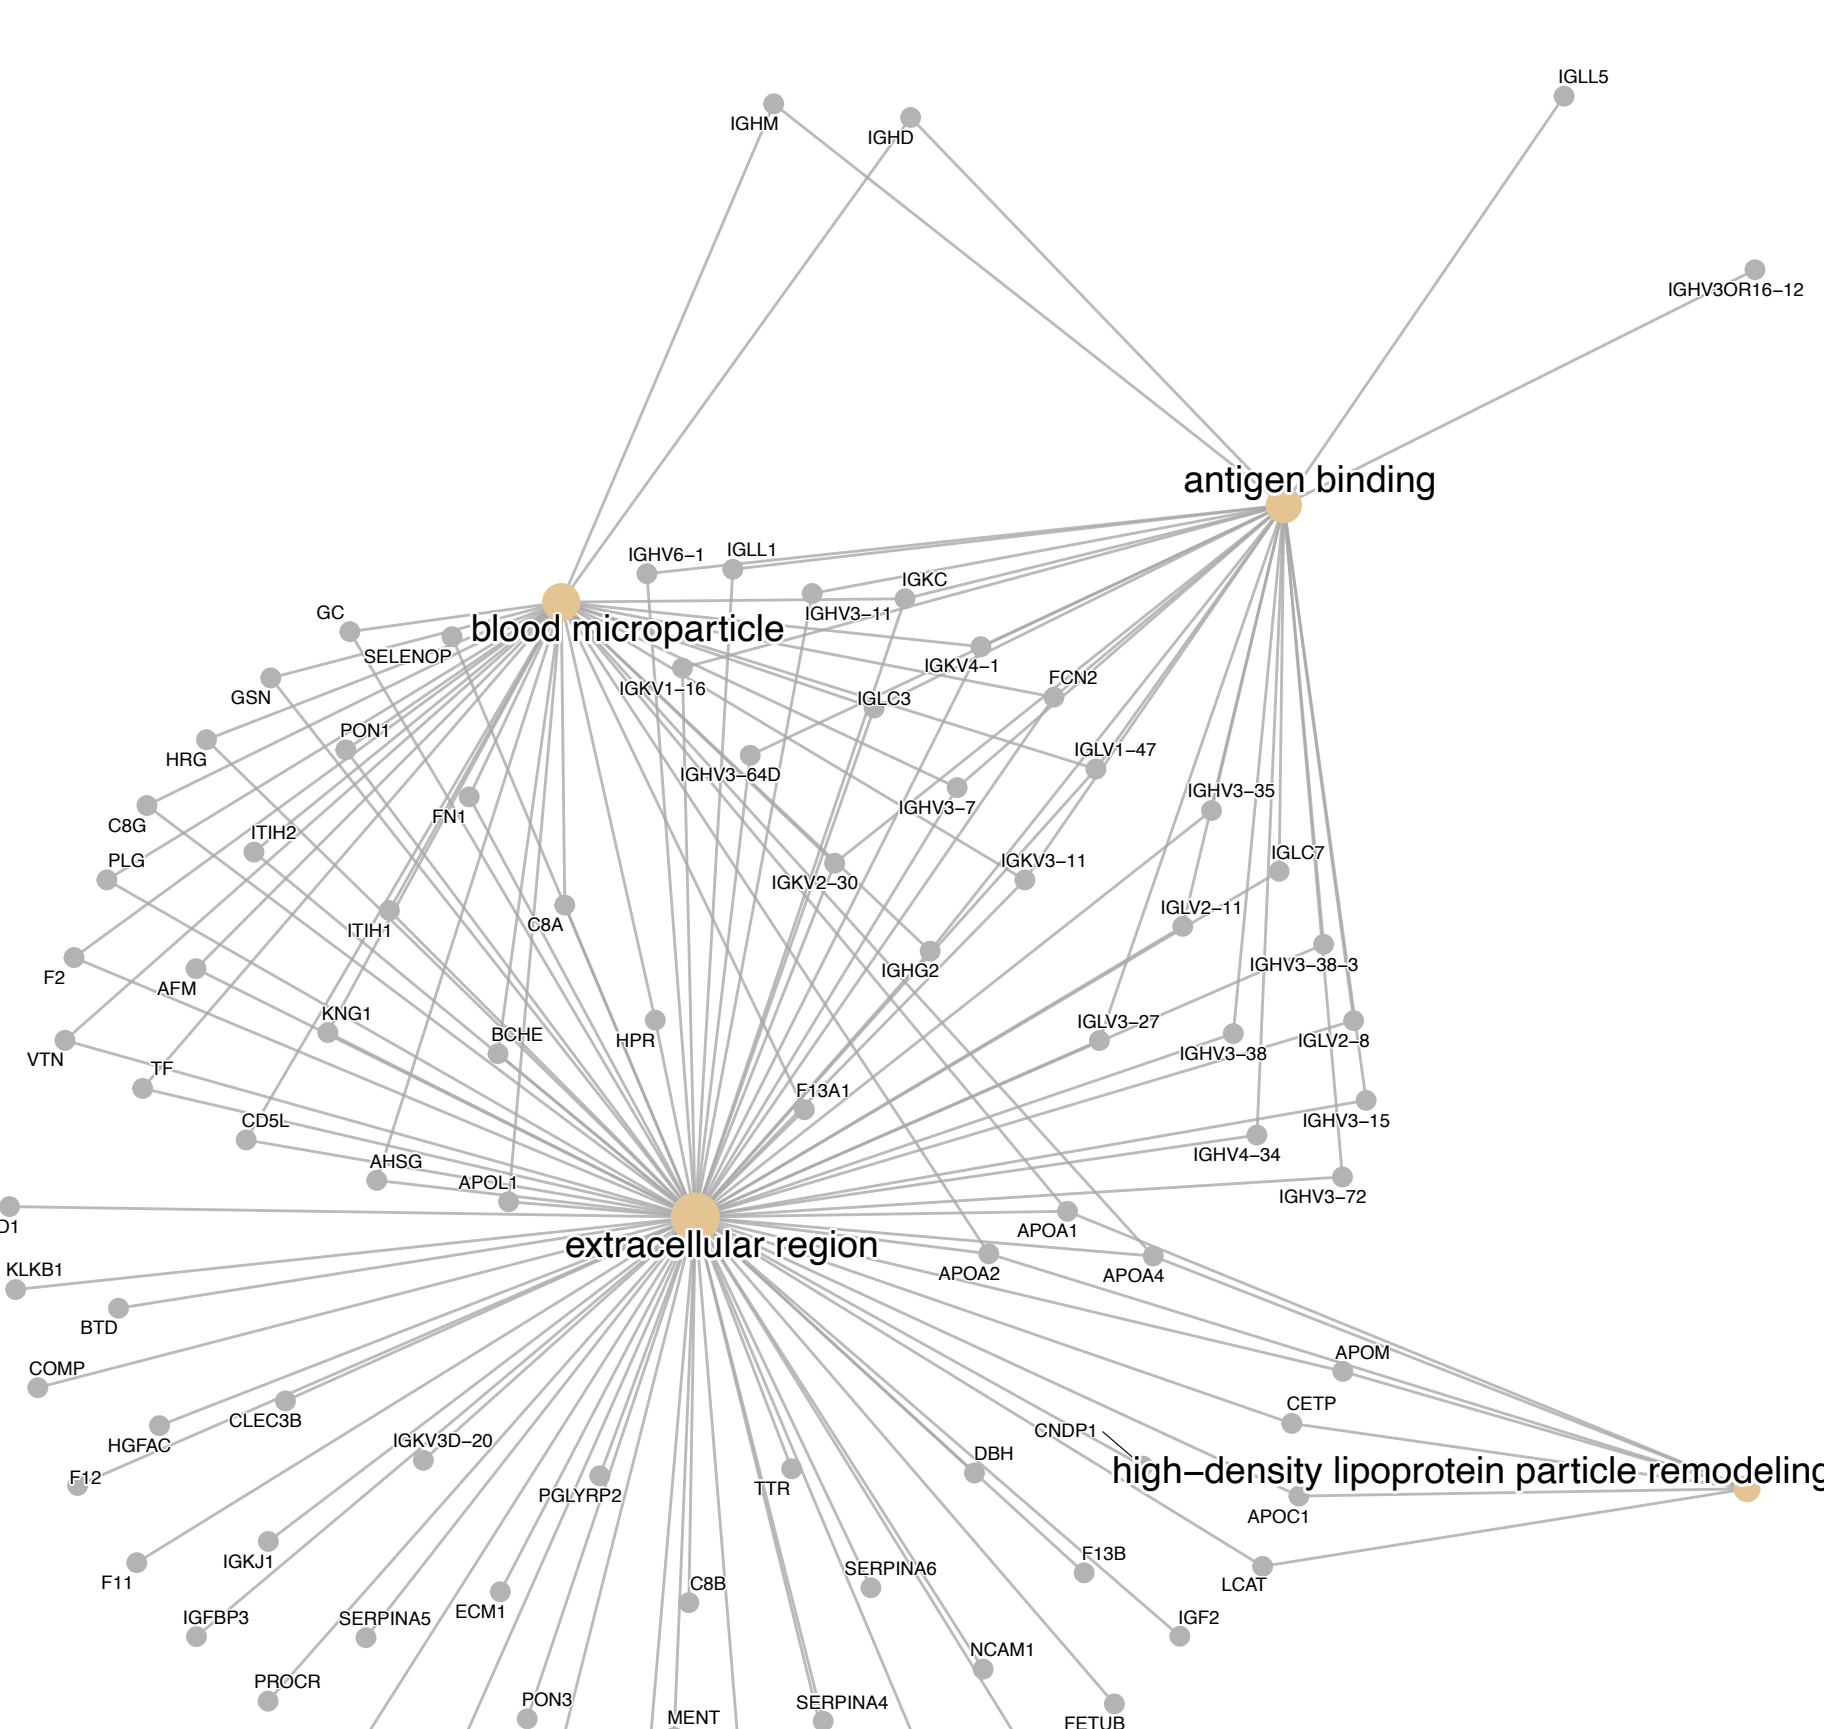 IGLL5
IGHM
IGHD
IGHV3OR16−12
antigen binding
IGHV6−1
IGLL1
IGKC
GC
IGHV3−11
blood microparticle
SELENOP
IGKV4−1
FCN2
IGKV1−16
GSN
IGLC3
PON1
IGLV1−47
HRG
IGHV3−64D
IGHV3−35
IGHV3−7
FN1
C8G
ITIH2
IGLC7
PLG
IGKV3−11
IGKV2−30
IGLV2−11
C8A
ITIH1
IGHV3−38−3
IGHG2
F2
AFM
KNG1
IGLV3−27
BCHE
HPR
IGLV2−8
IGHV3−38
VTN
TF
F13A1
CD5L
IGHV3−15
IGHV4−34
AHSG
APOL1
IGHV3−72
D1
APOA1
extracellular region
KLKB1
APOA2
APOA4
BTD
APOM
COMP
CETP
CLEC3B
CNDP1
IGKV3D−20
HGFAC
DBH
high−density lipoprotein particle remodeling
F12
TTR
PGLYRP2
APOC1
F13B
IGKJ1
SERPINA6
F11
C8B
LCAT
ECM1
IGFBP3
SERPINA5
IGF2
NCAM1
PROCR
PON3
SERPINA4
MENT
FETUB